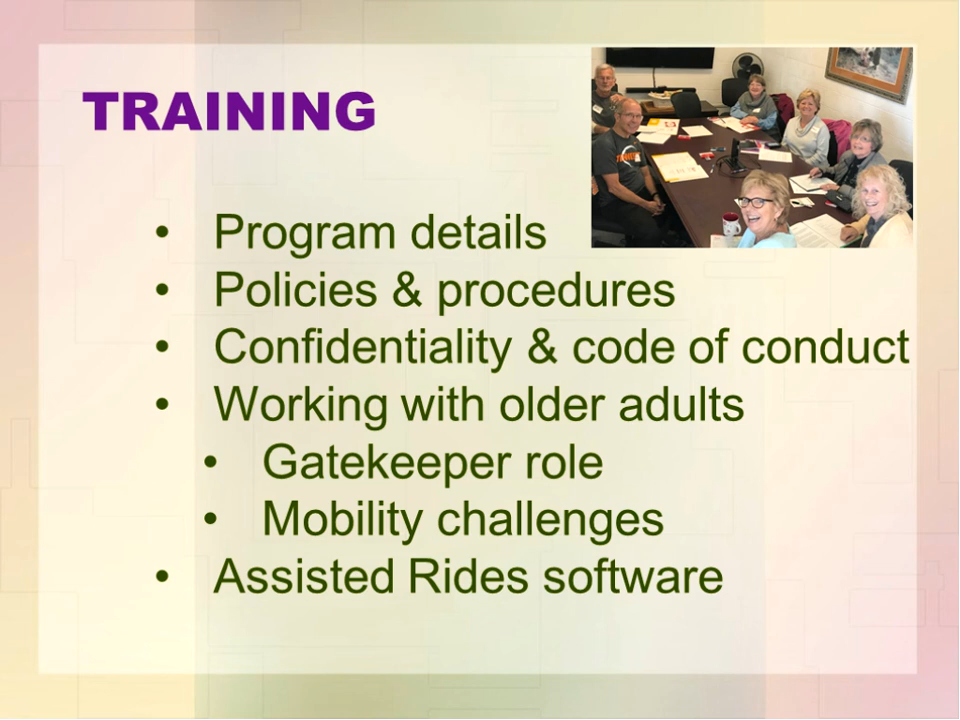 TRAINING
• Program details
• Policies & procedures
• Confidentiality & code of conduct
• Working with older adults
• Gatekeeper role
• Mobility challenges
• Assisted Rides software